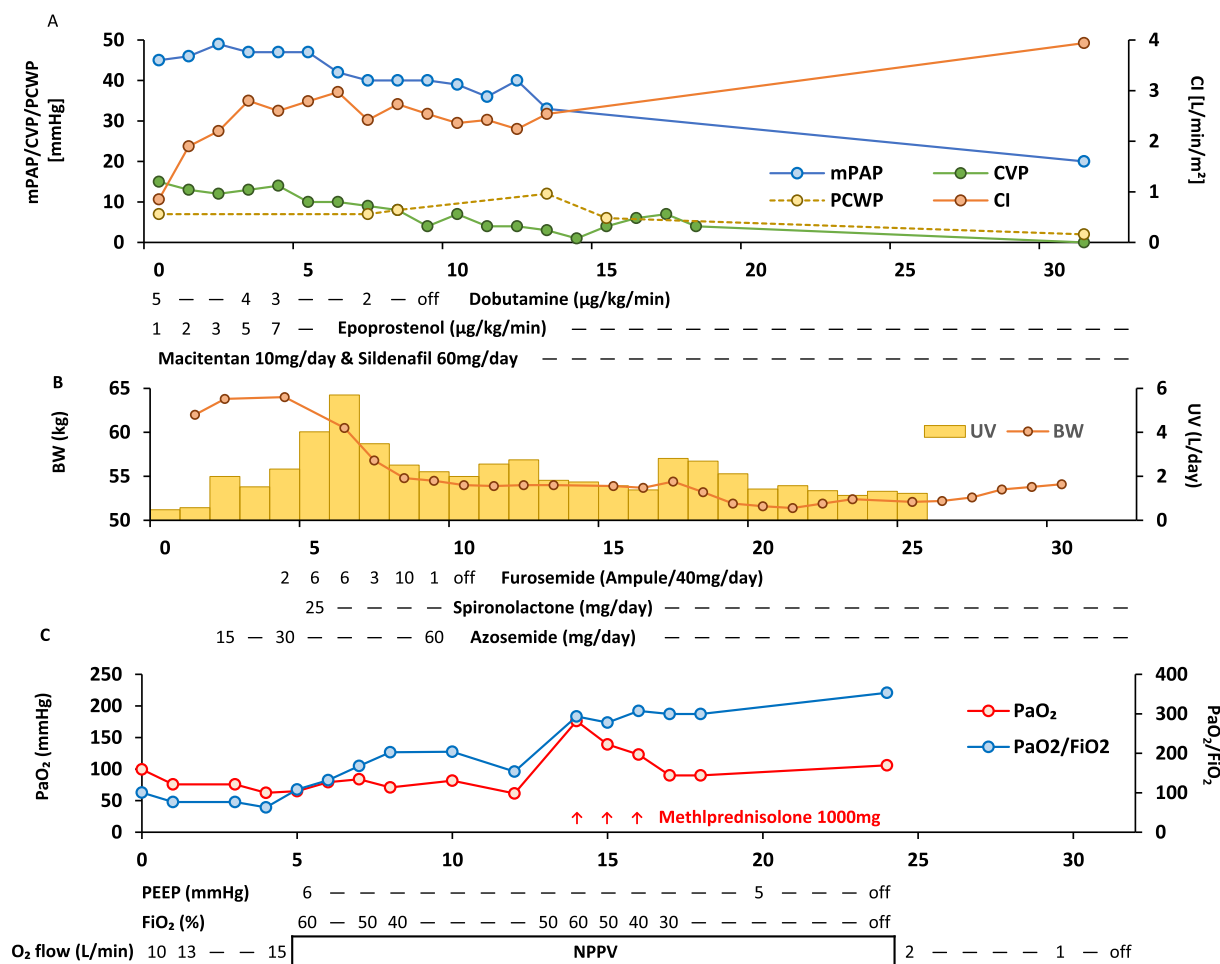 A
50 4
40 3
30 2
20 1
10 0
0
mPAP/CVP/PCWP
[mmHg]
CI [L/min/m²]
mPAP CVP
PCWP CI
0 5 10 15 20 25 30
5 — — 4 3 — — 2 — off Dobutamine (μg/kg/min)
1 2 3 5 7 — Epoprostenol (μg/kg/min) — — — — — — — — — — — — — — — — — — —
Macitentan 10mg/day & Sildenafil 60mg/day — — — — — — — — — — — — — — — — — — — —
B
65 6
60 4
55 2
50 0
BW (kg)
UV (L/day)
UV BW
0 5 10 15 20 25 30
2 6 6 3 10 1 off Furosemide (Ampule/40mg/day)
25 — — — — Spironolactone (mg/day) — — — — — — — — — — — — — — — —
15 — 30 — — — — 60 Azosemide (mg/day) — — — — — — — — — — — — — — — —
C
250 400
200 300
150 200
100 100
50 0
0
PaO₂ (mmHg)
PaO₂/FiO₂
PaO₂
PaO2/FiO2
↑ ↑ ↑ Methlprednisolone 1000mg
0 5 10 15 20 25 30
PEEP (mmHg) 6 — — — — — — — — — — — — — — 5 — — — off
FiO₂ (%) 60 — 50 40 — — — — 50 60 50 40 30 — — — — — — off
O₂ flow (L/min) 10 13 — — 15 NPPV 2 — — — — 1 — off